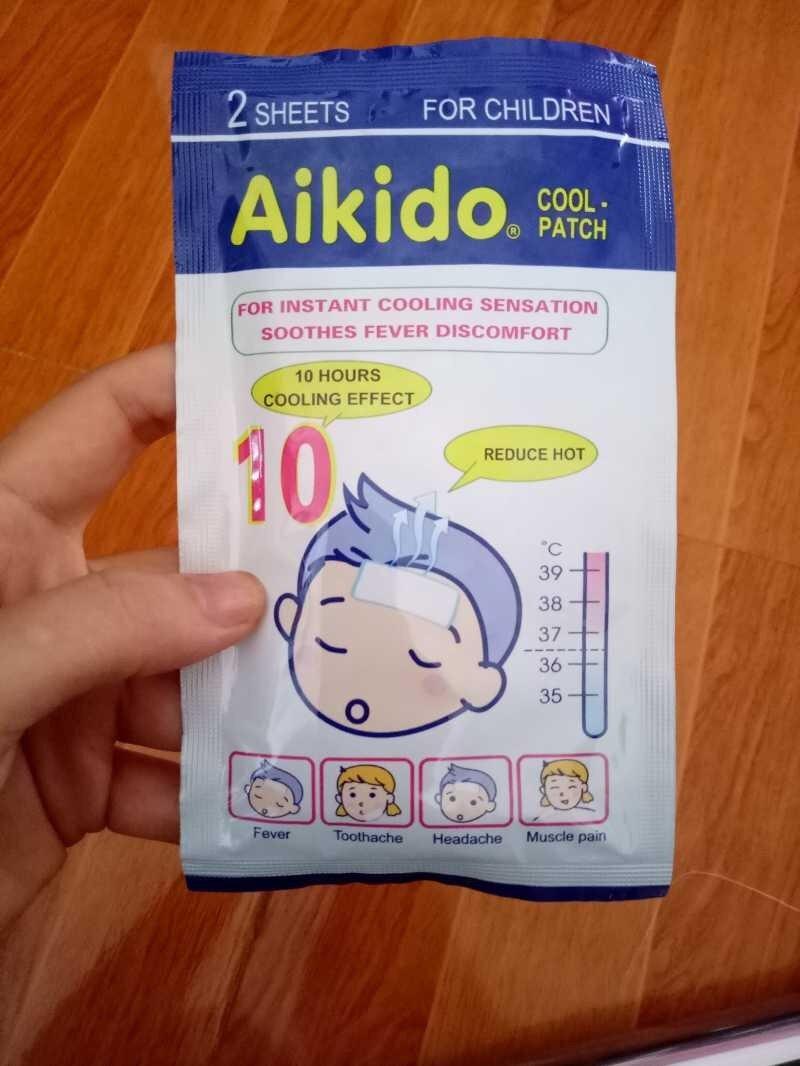 2 SHEETS FOR CHILDREN
Aikido® COOL-
PATCH
FOR INSTANT COOLING SENSATION
SOOTHES FEVER DISCOMFORT
10 HOURS
COOLING EFFECT
10
REDUCE HOT
°C
39
38
37
36
35
Fever Toothache Headache Muscle pain